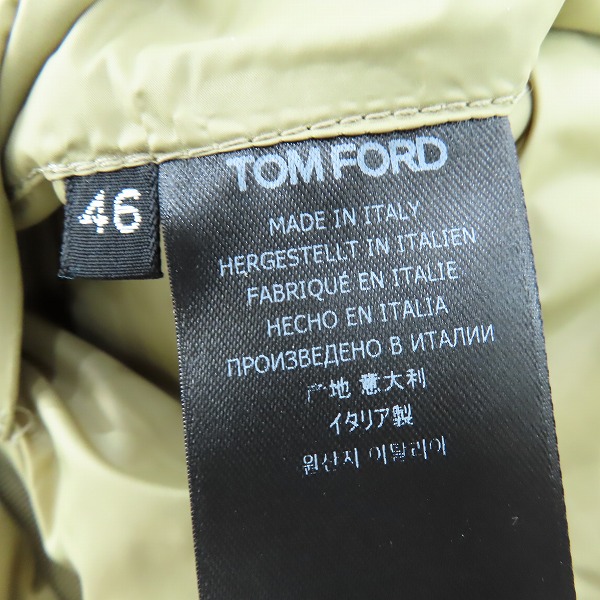 46
TOM FORD
MADE IN ITALY
HERGESTELLT IN ITALIEN
FABRIQUÉ EN ITALIE
HECHO EN ITALIA
ПРОИЗВЕДЕНО В ИТАЛИИ
产地 意大利
イタリア製
원산지 이탈리아